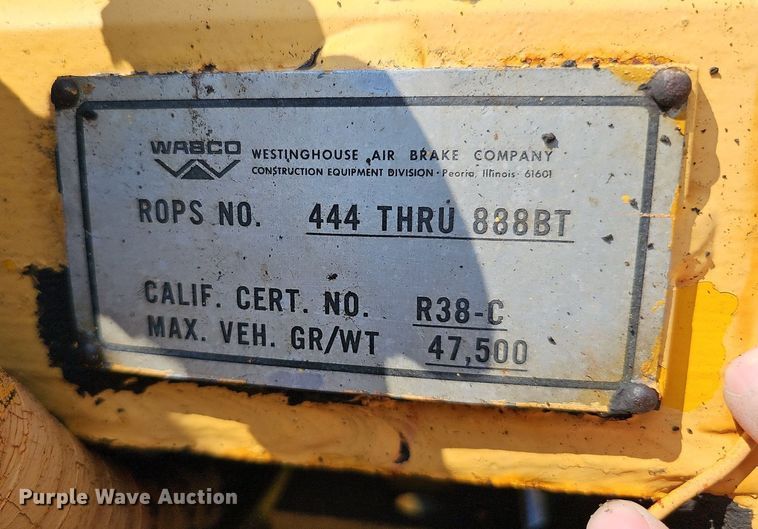 WABCO
WESTINGHOUSE AIR BRAKE COMPANY
CONSTRUCTION EQUIPMENT DIVISION · Peoria, Illinois 61601
ROPS NO. 444 THRU 888BT
CALIF. CERT. NO. R38-C
MAX. VEH. GR/WT 47,500
Purple Wave Auction